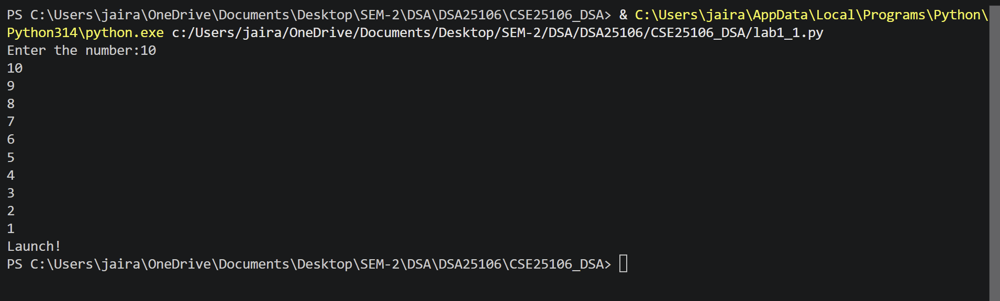 PS C:\Users\jaira\OneDrive\Documents\Desktop\SEM-2\DSA\DSA25106\CSE25106_DSA> & C:\Users\jaira\AppData\Local\Programs\Python\
Python314\python.exe c:/Users/jaira/OneDrive/Documents/Desktop/SEM-2/DSA/DSA25106/CSE25106_DSA/lab1_1.py
Enter the number:10
10
9
8
7
6
5
4
3
2
1
Launch!
PS C:\Users\jaira\OneDrive\Documents\Desktop\SEM-2\DSA\DSA25106\CSE25106_DSA>